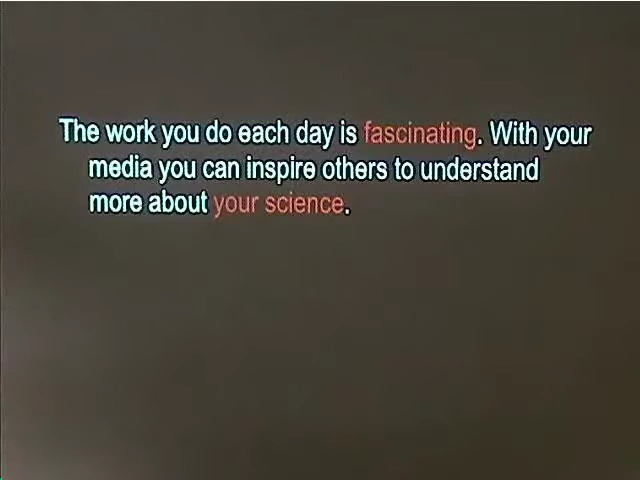 The work you do each day is fascinating. With your
media you can inspire others to understand
more about your science.